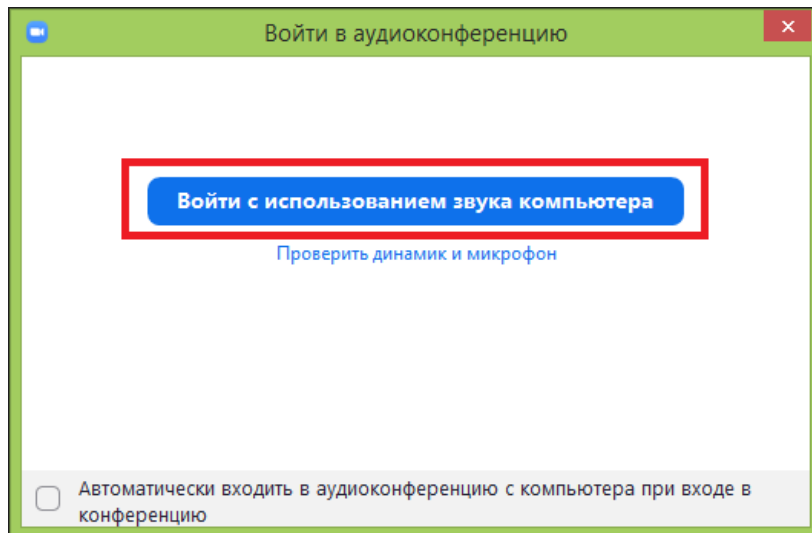 Войти в аудиоконференцию
Войти с использованием звука компьютера
Проверить динамик и микрофон
Автоматически входить в аудиоконференцию с компьютера при входе в
конференцию